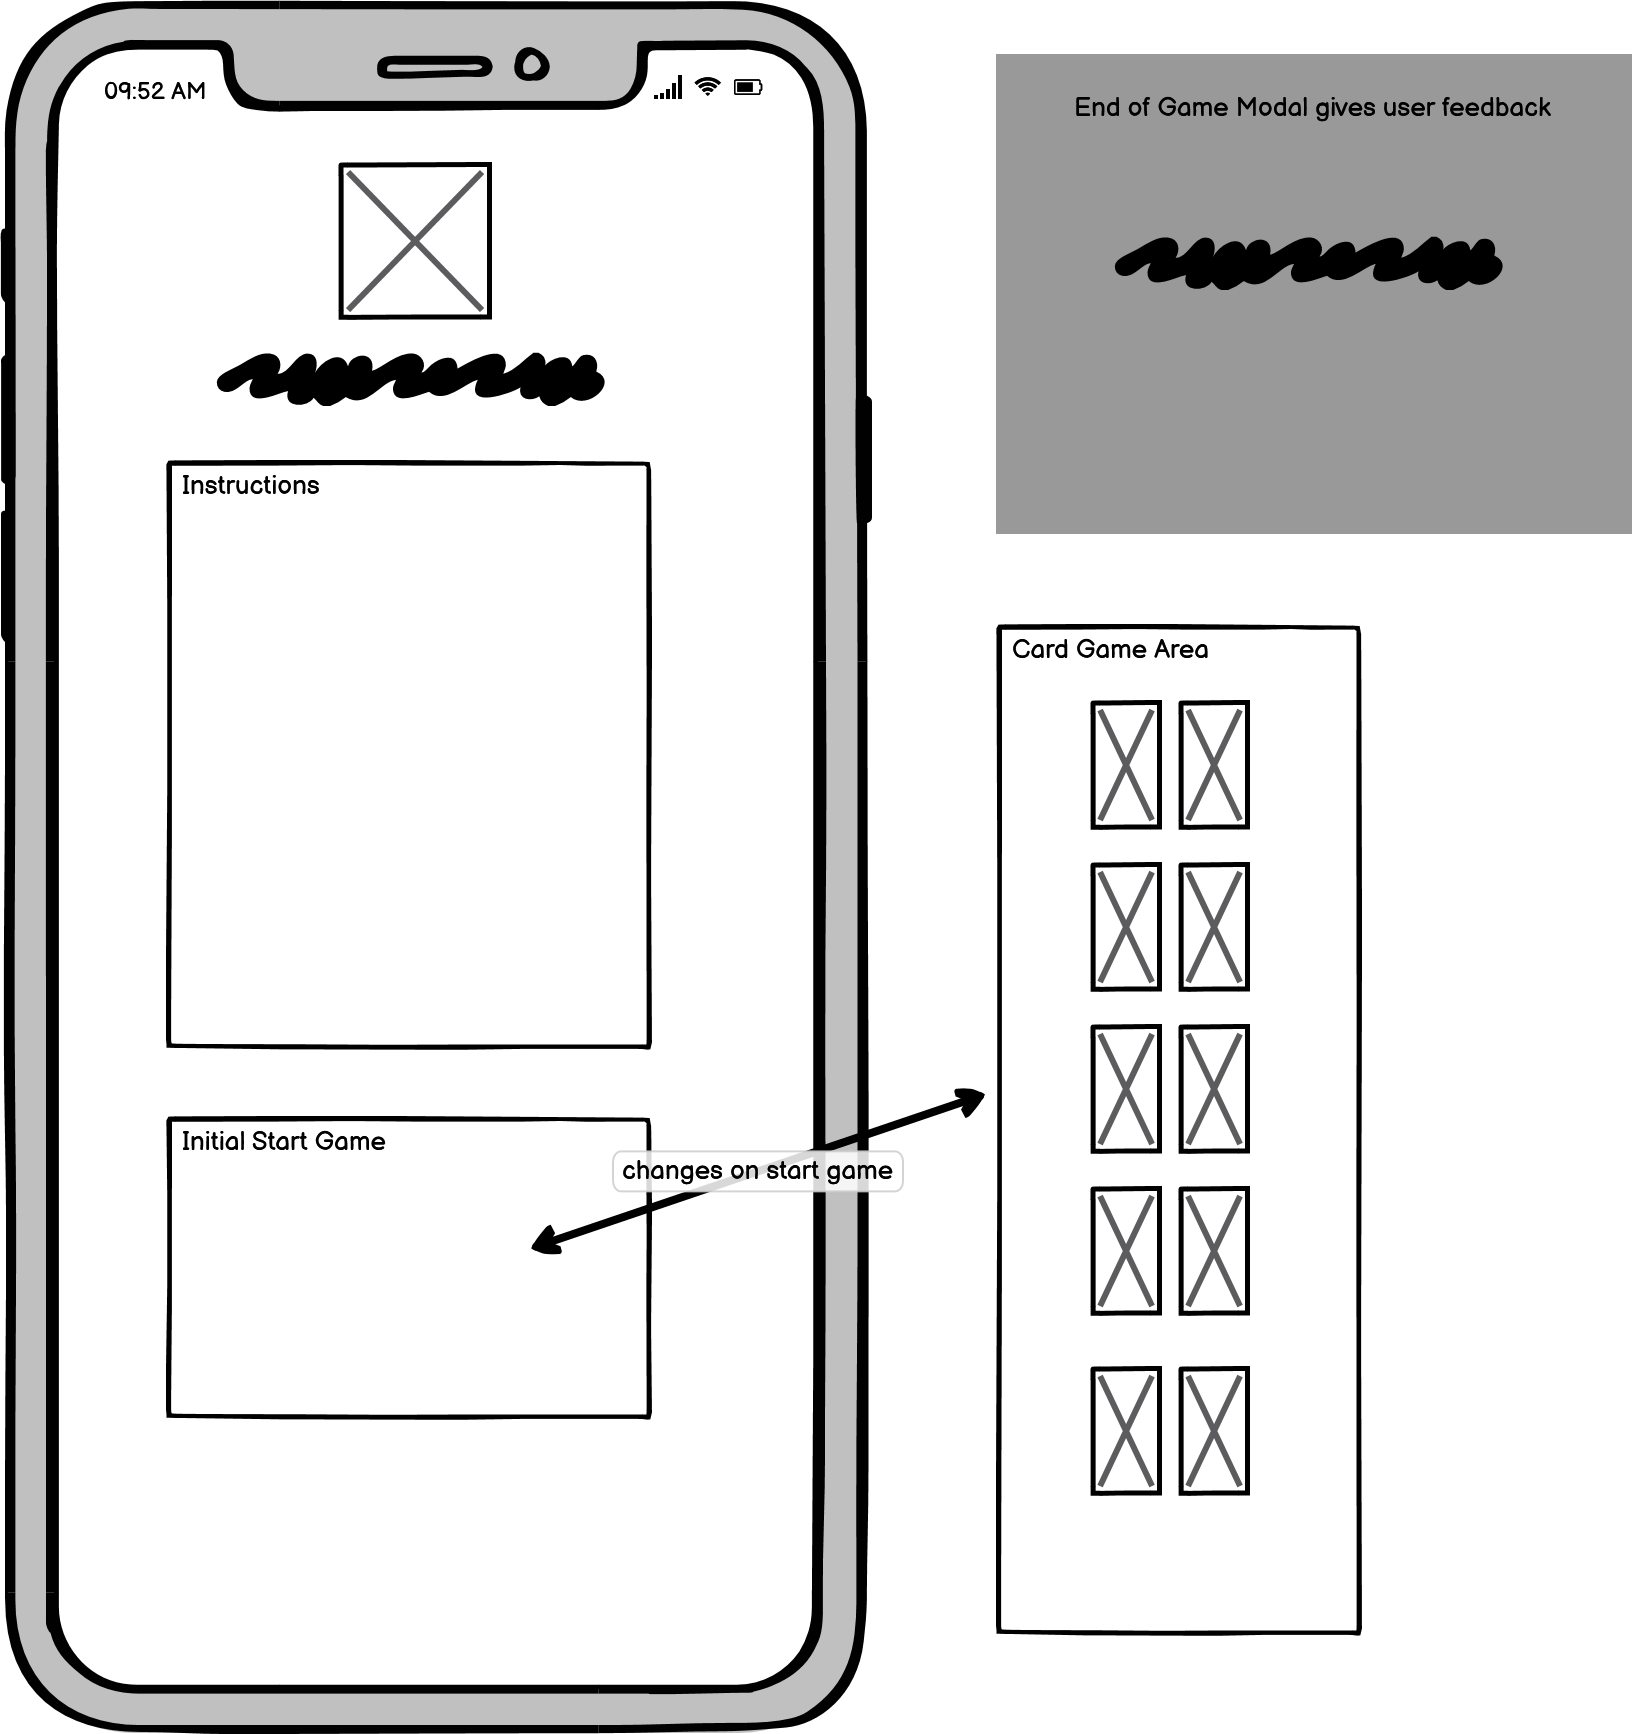 09:52 AM
Instructions
Initial Start Game
changes on start game
End of Game Modal gives user feedback
Card Game Area